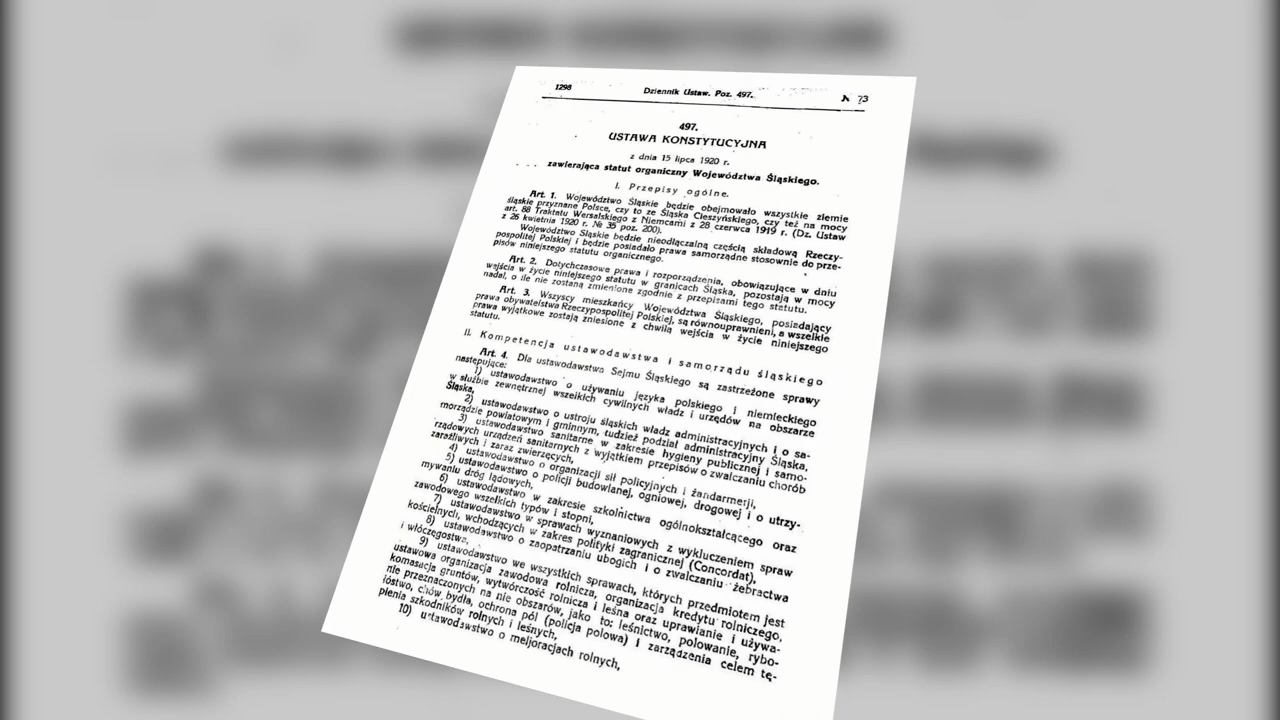 1298 Dziennik Ustaw. Poz. 497. № 73
497.
USTAWA KONSTYTUCYJNA
z dnia 15 lipca 1920 r.
zawierająca statut organiczny Województwa Śląskiego.
I. Przepisy ogólne.
Art. 1. Województwo Śląskie będzie obejmowało wszystkie ziemie
śląskie przyznane Polsce, czy to ze Śląska Cieszyńskiego, czy też na mocy
art. 88 Traktatu Wersalskiego z Niemcami z 28 czerwca 1919 r. (Dz. Ustaw
z 26 kwietnia 1920 r. № 35 poz. 200).
Województwo Śląskie będzie nieodłączalną częścią składową Rzeczy-
pospolitej Polskiej i będzie posiadało prawa samorządne stosownie do prze-
pisów niniejszego statutu organicznego.
Art. 2. Dotychczasowe prawa i rozporządzenia, obowiązujące w dniu
wejścia w życie niniejszego statutu w granicach Śląska, pozostają w mocy
nadal, o ile nie zostaną zmienione zgodnie z przepisami tego statutu.
Art. 3. Wszyscy mieszkańcy Województwa Śląskiego, posiadający
prawa obywatelstwa Rzeczypospolitej Polskiej, są równouprawnieni, a wszelkie
prawa wyjątkowe zostają zniesione z chwilą wejścia w życie niniejszego
statutu.
II. Kompetencja ustawodawstwa i samorządu śląskiego
Art. 4. Dla ustawodawstwa Sejmu Śląskiego są zastrzeżone sprawy
następujące:
1) ustawodawstwo o używaniu języka polskiego i niemieckiego
w służbie zewnętrznej wszelkich cywilnych władz i urzędów na obszarze
Śląska,
2) ustawodawstwo o ustroju śląskich władz administracyjnych i o sa-
morządzie powiatowym i gminnym, tudzież podział administracyjny Śląska,
3) ustawodawstwo sanitarne w zakresie hygieny publicznej i samo-
rządowych urządzeń sanitarnych z wyjątkiem przepisów o zwalczaniu chorób
zaraźliwych i zaraz zwierzęcych,
4) ustawodawstwo o organizacji sił policyjnych i żandarmerji,
5) ustawodawstwo o policji budowlanej, ogniowej, drogowej i o utrzy-
mywaniu dróg lądowych,
6) ustawodawstwo w zakresie szkolnictwa ogólnokształcącego oraz
zawodowego wszelkich typów i stopni,
7) ustawodawstwo w sprawach wyznaniowych z wykluczeniem spraw
kościelnych, wchodzących w zakres polityki zagranicznej (Concordat),
8) ustawodawstwo o zaopatrzaniu ubogich i o zwalczaniu żebractwa
i włóczęgostwa,
9) ustawodawstwo we wszystkich sprawach, których przedmiotem jest
ustawowa organizacja zawodowa rolnicza, organizacja kredytu rolniczego,
komasacja gruntów, wytwórczość rolnicza i leśna oraz uprawianie i używa-
nie przeznaczonych na nie obszarów, jako to: leśnictwo, polowanie, rybo-
łóstwo, chów bydła, ochrona pól (policja polowa) i zarządzenia celem tę-
pienia szkodników rolnych i leśnych,
10) ustawodawstwo o meljoracjach rolnych,